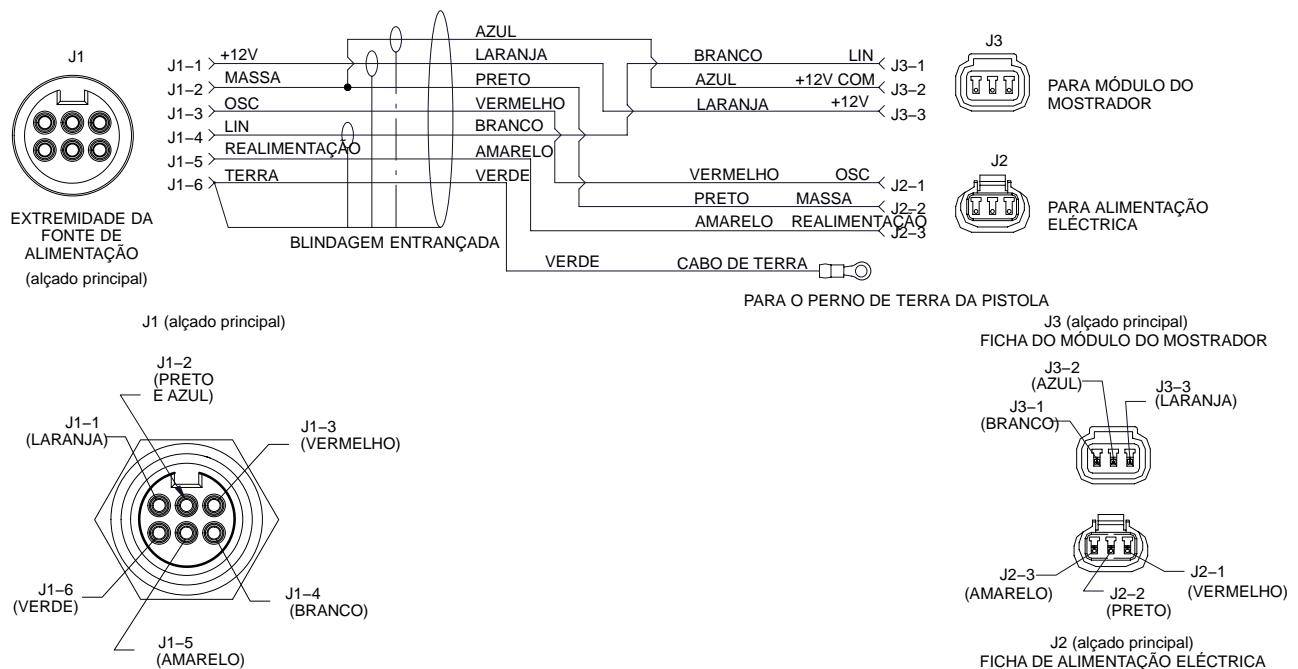 J1
J1–1
J1–2
J1–3
J1–4
J1–5
J1–6
+12V
MASSA
OSC
LIN
REALIMENTAÇÃO
TERRA
AZUL
LARANJA
PRETO
VERMELHO
BRANCO
AMARELO
VERDE
BLINDAGEM ENTRANÇADA
EXTREMIDADE DA
FONTE DE
ALIMENTAÇÃO
(alçado principal)
BRANCO LIN J3–1
AZUL +12V COM J3–2
LARANJA +12V J3–3
J3
PARA MÓDULO DO
MOSTRADOR
VERMELHO OSC J2–1
PRETO MASSA J2–2
AMARELO REALIMENTAÇÃO J2–3
J2
PARA ALIMENTAÇÃO
ELÉCTRICA
VERDE CABO DE TERRA
PARA O PERNO DE TERRA DA PISTOLA
J1 (alçado principal)
J1–2
(PRETO
E AZUL)
J1–1
(LARANJA)
J1–3
(VERMELHO)
J1–6
(VERDE)
J1–4
(BRANCO)
J1–5
(AMARELO)
J3 (alçado principal)
FICHA DO MÓDULO DO MOSTRADOR
J3–2
(AZUL)
J3–3
(LARANJA)
J3–1
(BRANCO)
J2–3
(AMARELO)
J2–2
(PRETO)
J2–1
(VERMELHO)
J2 (alçado principal)
FICHA DE ALIMENTAÇÃO ELÉCTRICA